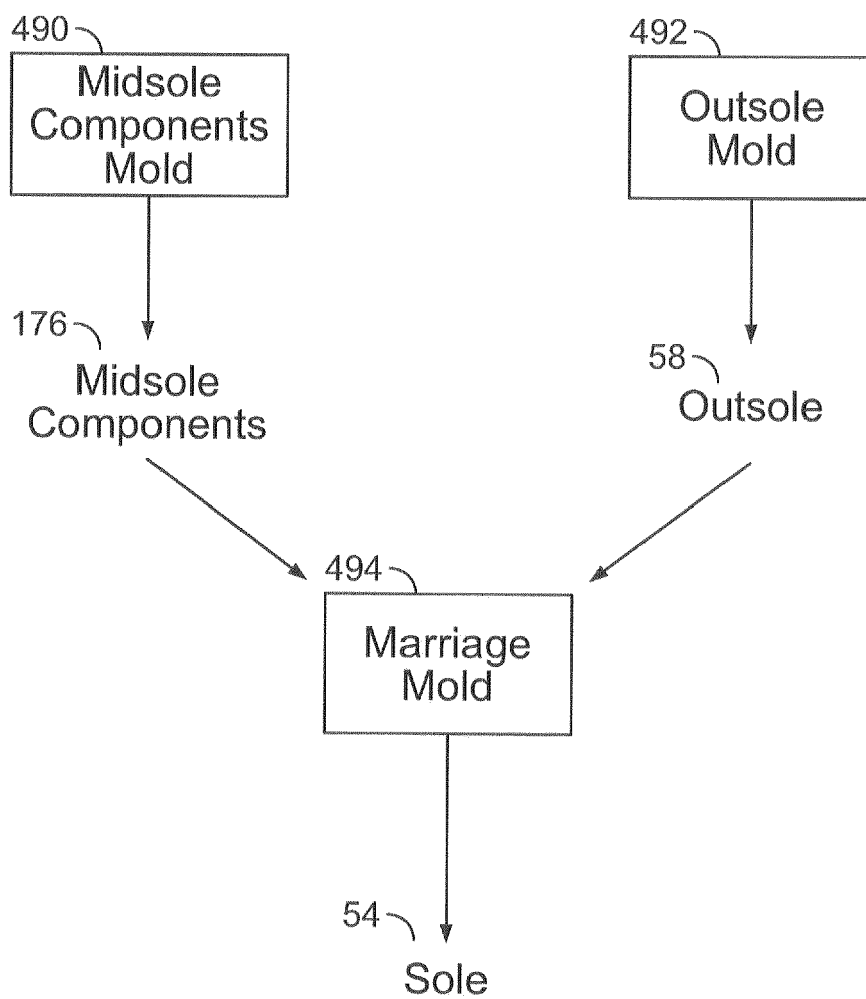 490
Midsole
Components
Mold
492
Outsole
Mold
176
Midsole
Components
58
Outsole
494
Marriage
Mold
54
Sole